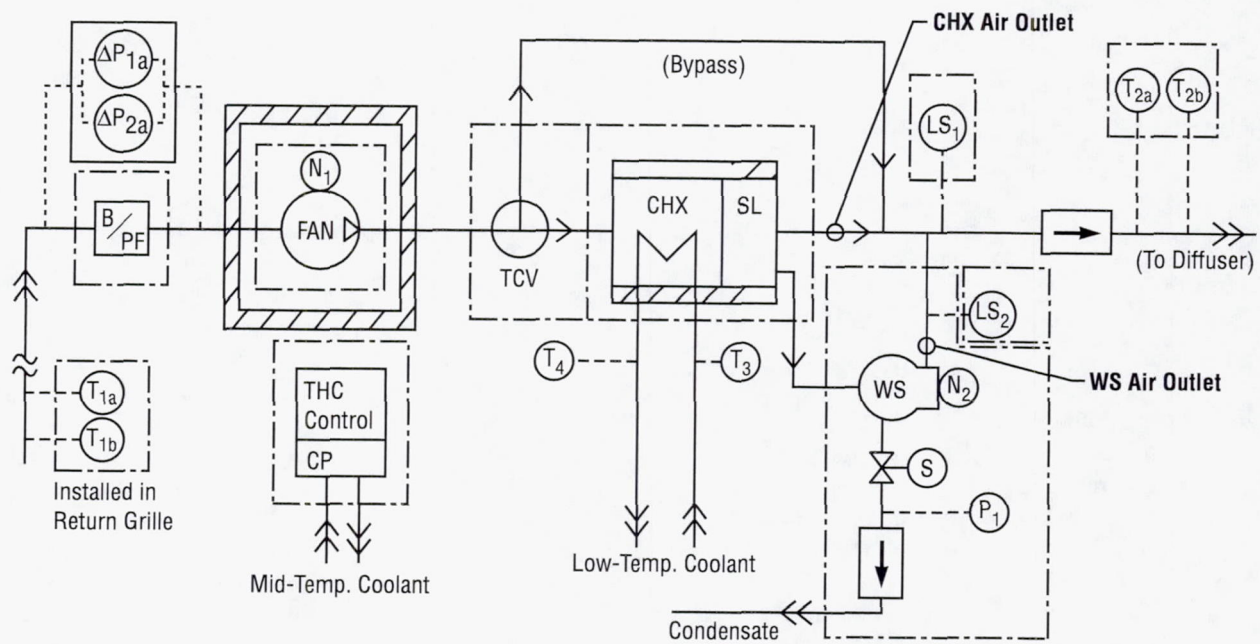 CHX Air Outlet
ΔP1a
ΔP2a
(Bypass)
LS1
T2a
T2b
N1
B/PF
FAN
CHX
SL
TCV
(To Diffuser)
LS2
T4
T3
WS
N2
WS Air Outlet
T1a
T1b
THC
Control
CP
S
P1
Installed in
Return Grille
Mid-Temp. Coolant
Low-Temp. Coolant
Condensate